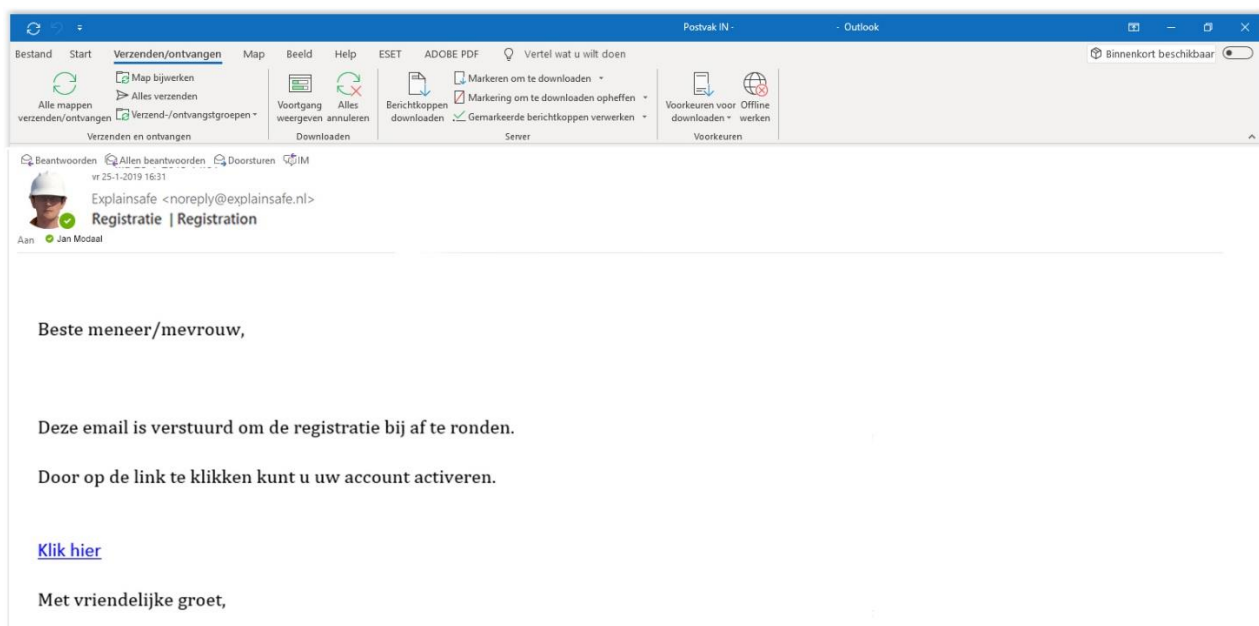 Postvak IN - - Outlook
Bestand Start Verzenden/ontvangen Map Beeld Help ESET ADOBE PDF Vertel wat u wilt doen Binnenkort beschikbaar
Alle mappen verzenden/ontvangen
Map bijwerken
Alles verzenden
Verzend-/ontvangstgroepen
Verzenden en ontvangen
Voortgang weergeven
Alles annuleren
Downloaden
Berichtkoppen downloaden
Markeren om te downloaden
Markering om te downloaden opheffen
Gemarkeerde berichtkoppen verwerken
Server
Voorkeuren voor downloaden
Offline werken
Voorkeuren
Beantwoorden Allen beantwoorden Doorsturen IM
vr 25-1-2019 16:31
Explainsafe <noreply@explainsafe.nl>
Registratie | Registration
Aan Jan Modaal
Beste meneer/mevrouw,
Deze email is verstuurd om de registratie bij af te ronden.
Door op de link te klikken kunt u uw account activeren.
Klik hier
Met vriendelijke groet,